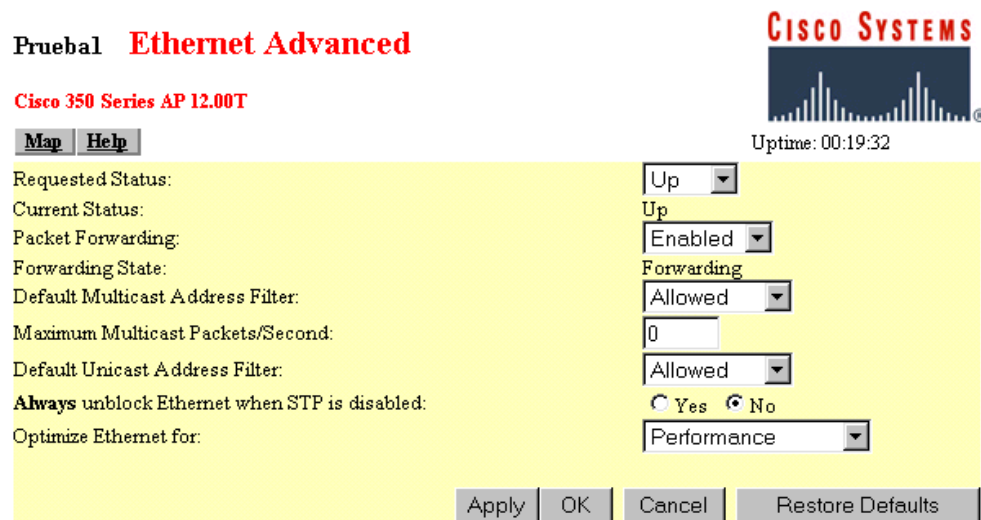 Prueba1 Ethernet Advanced
CISCO SYSTEMS
Cisco 350 Series AP 12.00T
®
Map Help
Uptime: 00:19:32
Requested Status: Up
Current Status: Up
Packet Forwarding: Enabled
Forwarding State: Forwarding
Default Multicast Address Filter: Allowed
Maximum Multicast Packets/Second: 0
Default Unicast Address Filter: Allowed
Always unblock Ethernet when STP is disabled: Yes No
Optimize Ethernet for: Performance
Apply OK Cancel Restore Defaults